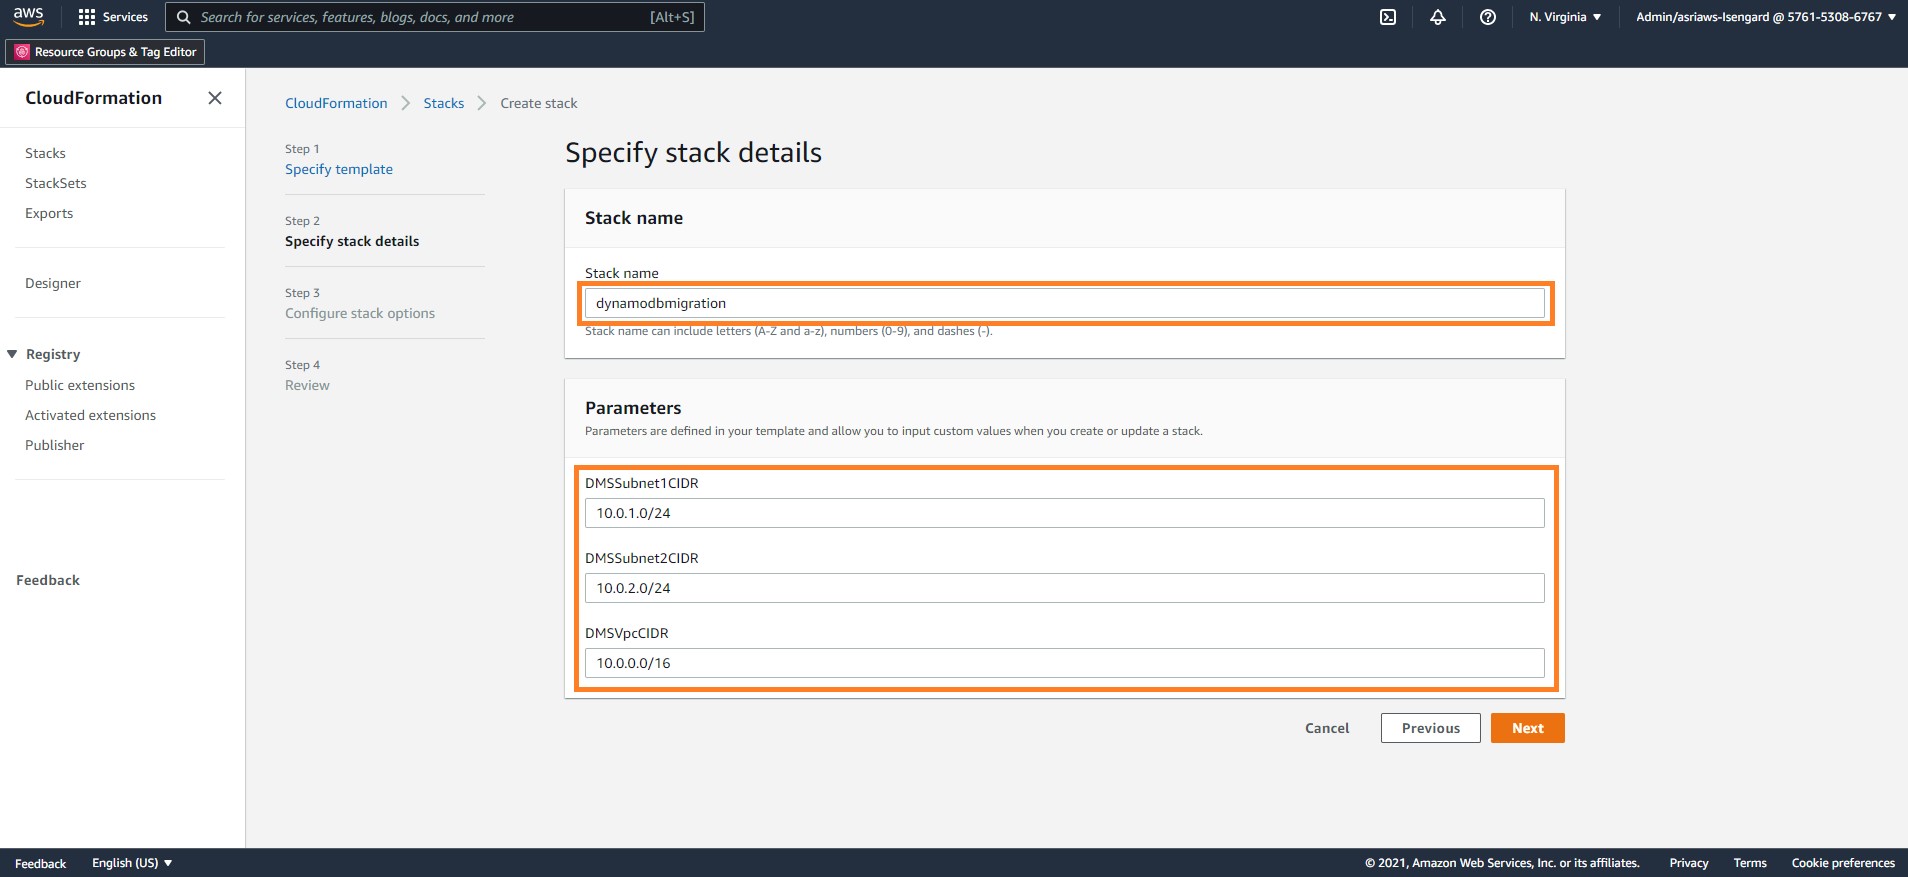 aws
Services
Search for services, features, blogs, docs, and more
[Alt+S]
N. Virginia
Admin/asriaws-Isengard @ 5761-5308-6767
Resource Groups & Tag Editor
CloudFormation
Stacks
StackSets
Exports
Designer
Registry
Public extensions
Activated extensions
Publisher
Feedback
CloudFormation
Stacks
Create stack
Step 1
Specify template
Step 2
Specify stack details
Step 3
Configure stack options
Step 4
Review
Specify stack details
Stack name
Stack name
dynamodbmigration
Stack name can include letters (A-Z and a-z), numbers (0-9), and dashes (-).
Parameters
Parameters are defined in your template and allow you to input custom values when you create or update a stack.
DMSSubnet1CIDR
10.0.1.0/24
DMSSubnet2CIDR
10.0.2.0/24
DMSVpcCIDR
10.0.0.0/16
Cancel
Previous
Next
Feedback
English (US)
© 2021, Amazon Web Services, Inc. or its affiliates.
Privacy
Terms
Cookie preferences